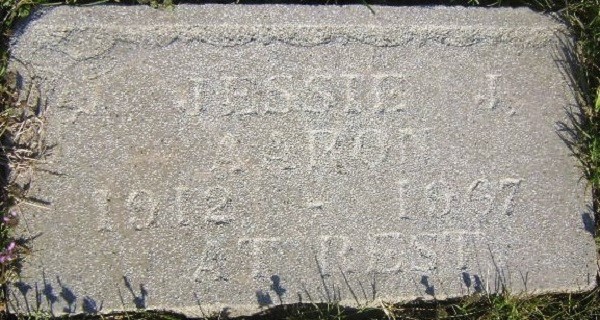 JESSIE J.
AARON
1912 - 1967
AT REST